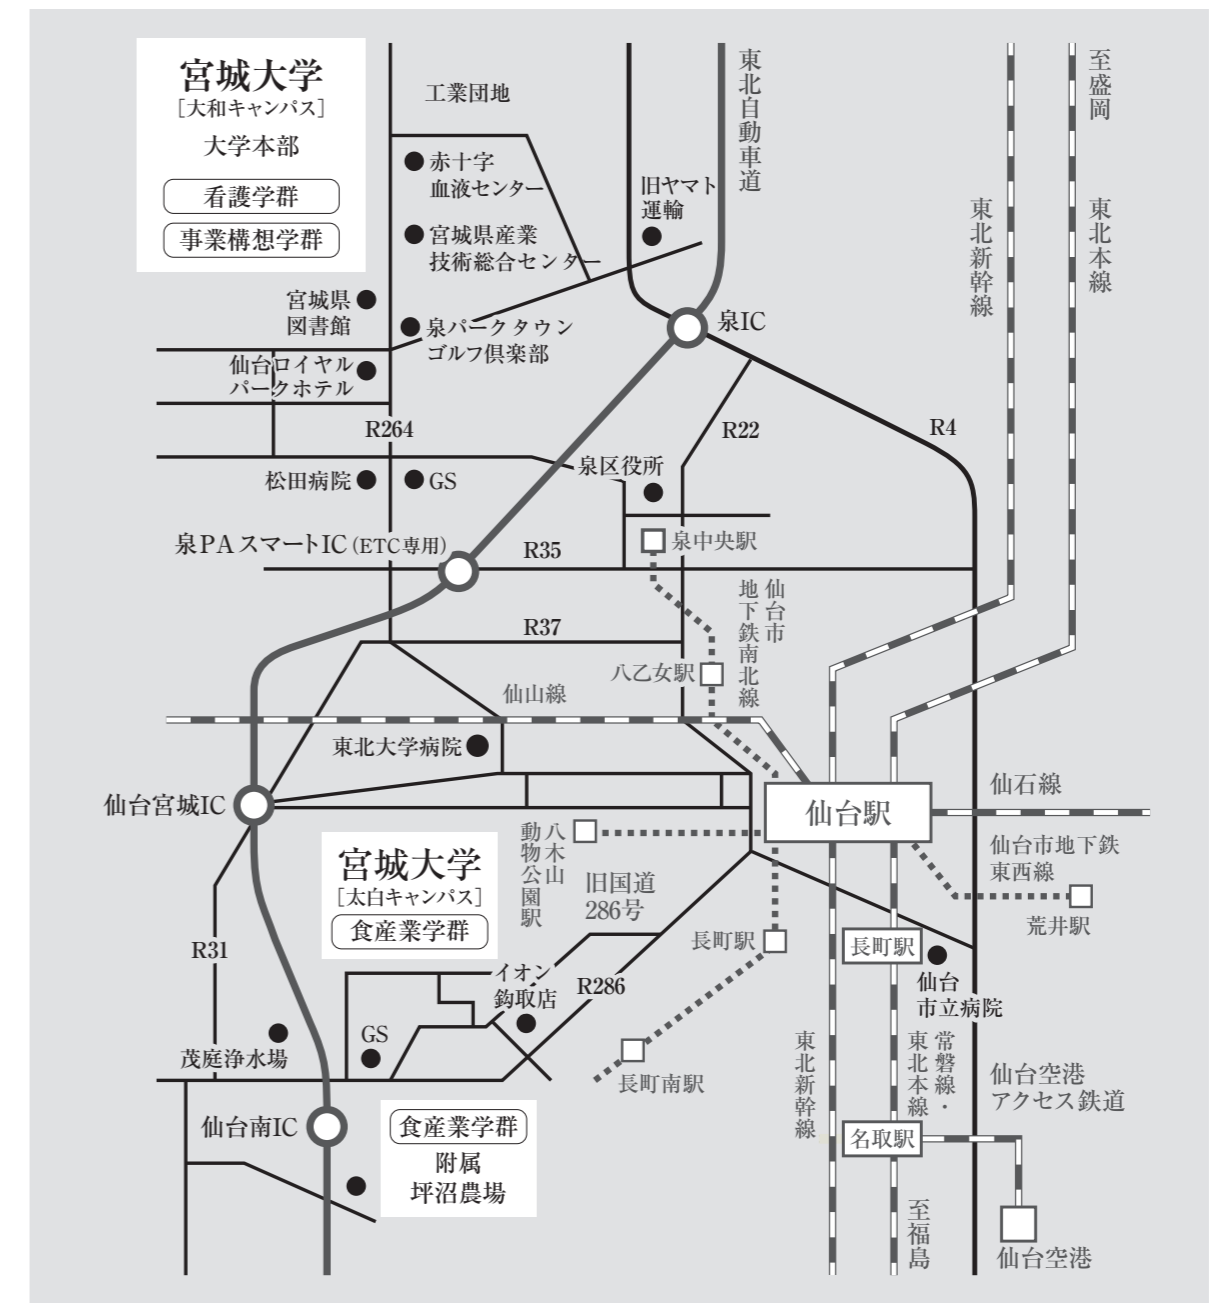 宮城大学
［大和キャンパス］
大学本部
看護学群
事業構想学群
工業団地
赤十字
血液センター
宮城県産業
技術総合センター
旧ヤマト
運輸
東北自動車道
至盛岡
東北新幹線
東北本線
宮城県
図書館
泉パークタウン
ゴルフ倶楽部
泉IC
仙台ロイヤル
パークホテル
R264
R22
R4
松田病院
GS
泉区役所
泉PAスマートIC（ETC専用）
R35
泉中央駅
仙台市
地下鉄南北線
R37
八乙女駅
仙山線
東北大学病院
仙台宮城IC
仙台駅
仙石線
八木山
動物公園駅
仙台市地下鉄
東西線
荒井駅
宮城大学
［太白キャンパス］
食産業学群
旧国道
286号
R31
長町駅
長町駅
仙台
市立病院
イオン
鈎取店
R286
GS
茂庭浄水場
長町南駅
東北新幹線
常磐線・
東北本線
仙台空港
アクセス鉄道
仙台南IC
食産業学群
附属
坪沼農場
名取駅
至福島
仙台空港